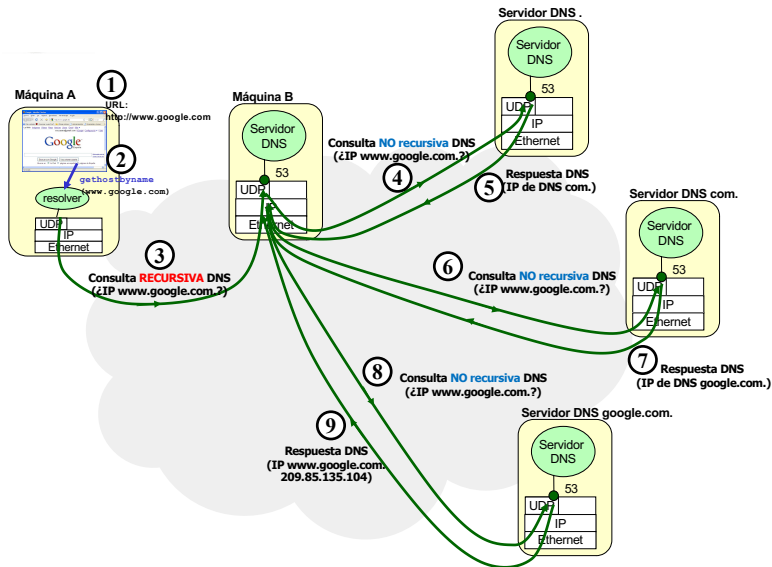 Servidor DNS .
Servidor
DNS
53
UDP
IP
Ethernet
1
URL:
http://www.google.com
Máquina A
Google
2
gethostbyname
(www.google.com)
resolver
UDP
IP
Ethernet
Máquina B
Servidor
DNS
53
UDP
IP
Ethernet
3
Consulta RECURSIVA DNS
(¿IP www.google.com.?)
Consulta NO recursiva DNS
(¿IP www.google.com.?)
4
5
Respuesta DNS
(IP de DNS com.)
Servidor DNS com.
Servidor
DNS
53
UDP
IP
Ethernet
6
Consulta NO recursiva DNS
(¿IP www.google.com.?)
7
Respuesta DNS
(IP de DNS google.com.)
8
Consulta NO recursiva DNS
(¿IP www.google.com.?)
9
Respuesta DNS
(IP www.google.com.
209.85.135.104)
Servidor DNS google.com.
Servidor
DNS
53
UDP
IP
Ethernet